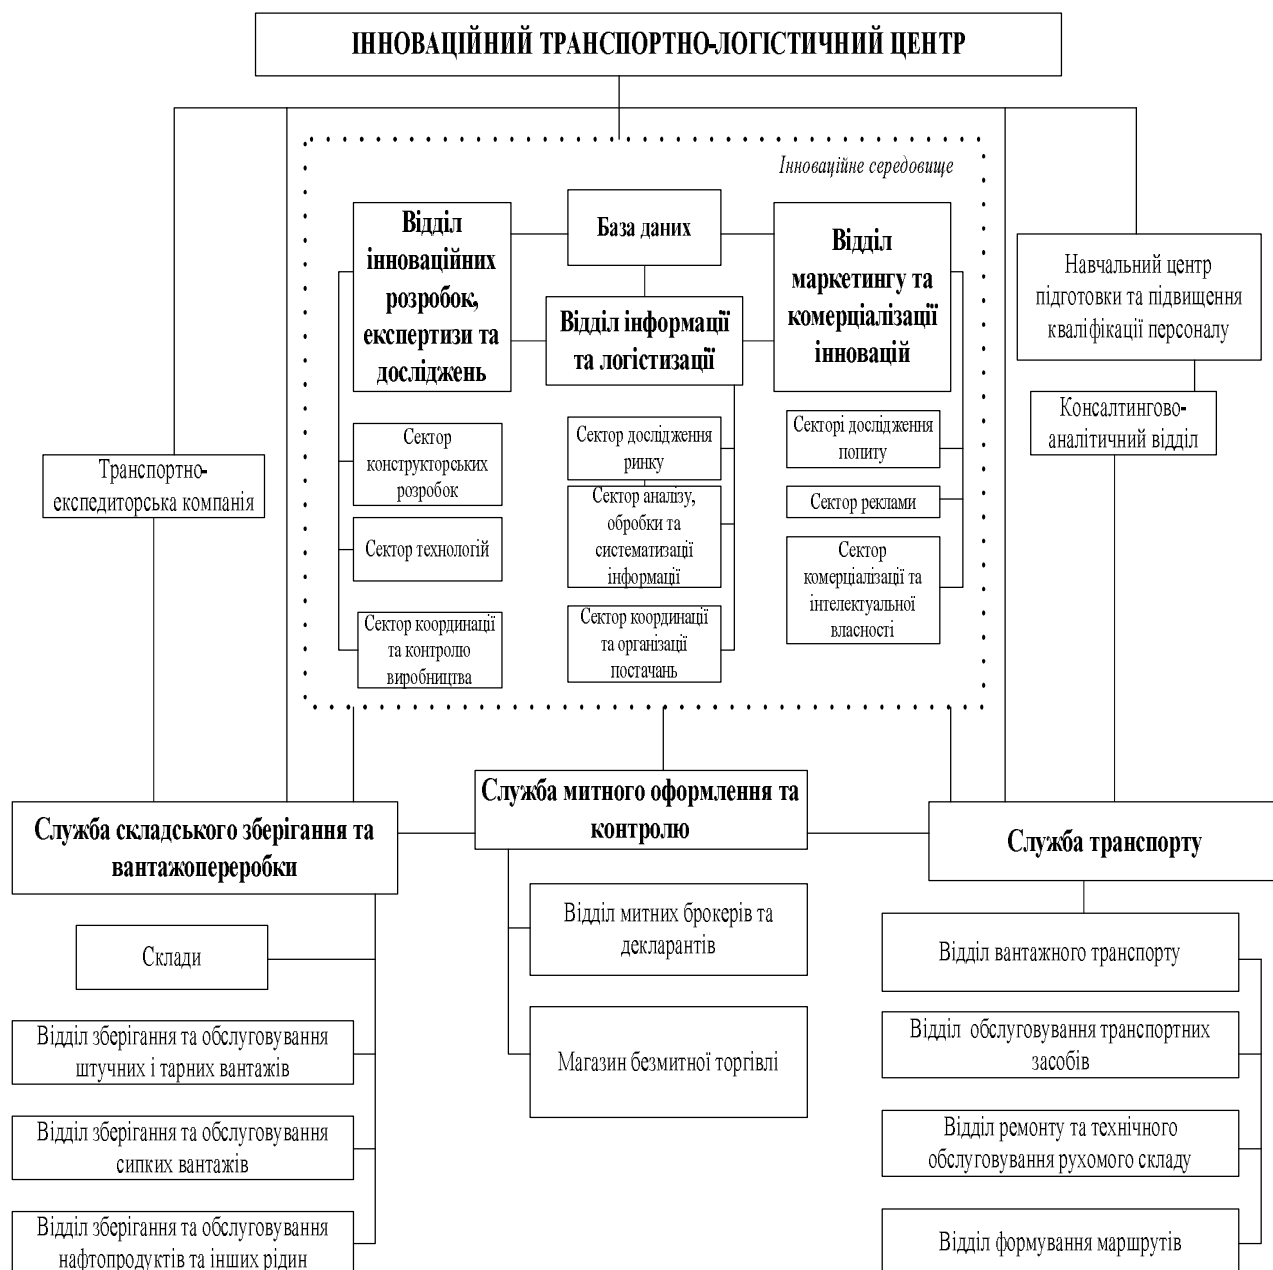 ІННОВАЦІЙНИЙ ТРАНСПОРТНО-ЛОГІСТИЧНИЙ ЦЕНТР
Інноваційне середовище
Відділ
інноваційних
розробок,
експертизи та
досліджень
База даних
Відділ інформації
та логістизації
Відділ
маркетингу та
комерціалізації
інновацій
Навчальний центр
підготовки та підвищення
кваліфікації персоналу
Консалтингово-
аналітичний відділ
Транспортно-
експедиторська компанія
Сектор
конструкторських
розробок
Сектор технологій
Сектор координації
та контролю
виробництва
Сектор дослідження
ринку
Сектор аналізу,
обробки та
систематизації
інформації
Сектор координації
та організації
постачань
Секторі дослідження
попиту
Сектор реклами
Сектор
комерціалізації та
інтелектуальної
власності
Служба складського зберігання та
вантажопереробки
Служба митного оформлення та
контролю
Служба транспорту
Склади
Відділ зберігання та обслуговування
штучних і тарних вантажів
Відділ зберігання та обслуговування
сипких вантажів
Відділ зберігання та обслуговування
нафтопродуктів та інших рідин
Відділ митних брокерів та
декларантів
Магазин безмитної торгівлі
Відділ вантажного транспорту
Відділ обслуговування транспортних
засобів
Відділ ремонту та технічного
обслуговування рухомого складу
Відділ формування маршрутів